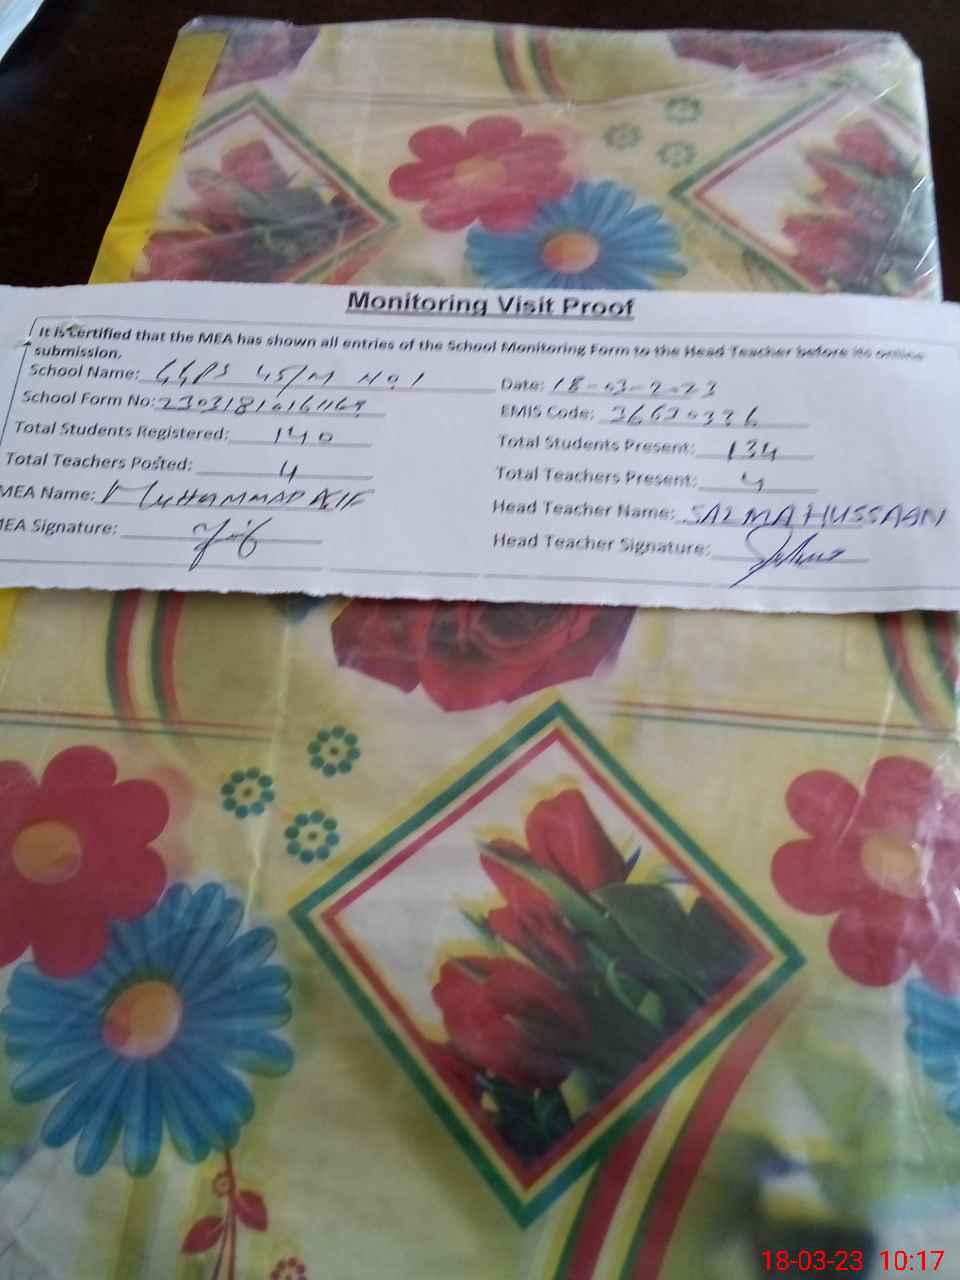 Monitoring Visit Proof
It is certified that the MEA has shown all entries of the School Monitoring Form to the Head Teacher before its online
submission.
School Name: GGPS 45/M NO 1 Date: 18-03-2023
School Form No: EMIS Code:
Total Students Registered: 140 Total Students Present: 134
Total Teachers Posted: 4 Total Teachers Present: 4
MEA Name: MUHAMMAD ASIF Head Teacher Name: SALMA HUSSAAN
MEA Signature: Head Teacher Signature:
18-03-23 10:17